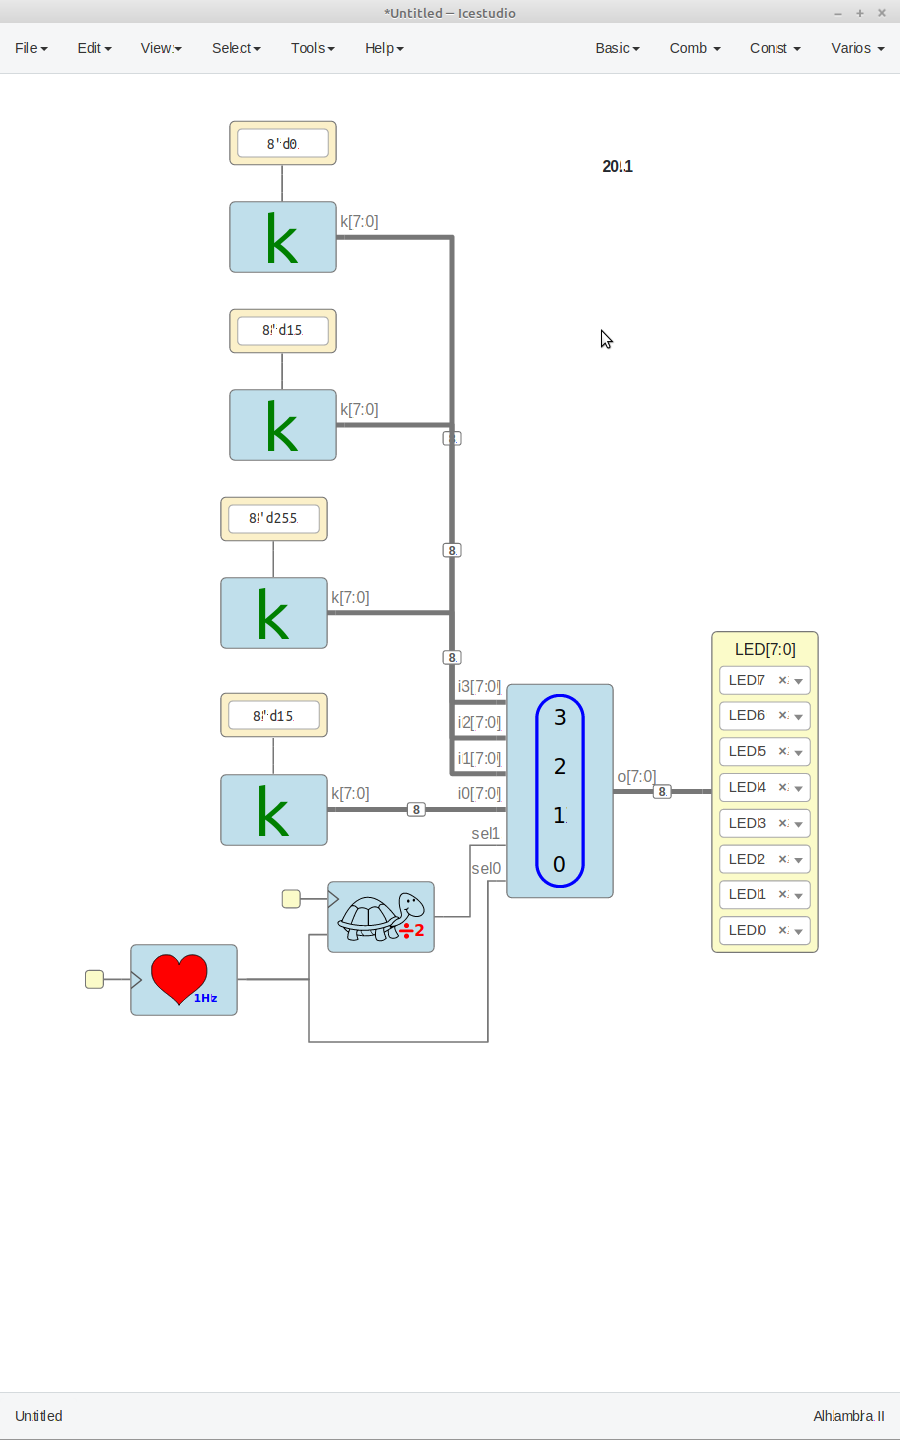 *Untitled – Icestudio
File Edit View Select Tools Help Basic Comb Const Varios
8'd0
20.1
k[7:0]
k
8'd15
k[7:0]
k
8
8'd255
8
k[7:0]
k
8
LED[7:0]
i3[7:0]
LED7
8'd15
3
i2[7:0]
LED6
i1[7:0]
2
LED5
k[7:0]
i0[7:0]
o[7:0]
LED4
k
8
1
8
LED3
sel1
LED2
sel0
0
LED1
÷2
LED0
1Hz
Untitled
Alhambra II